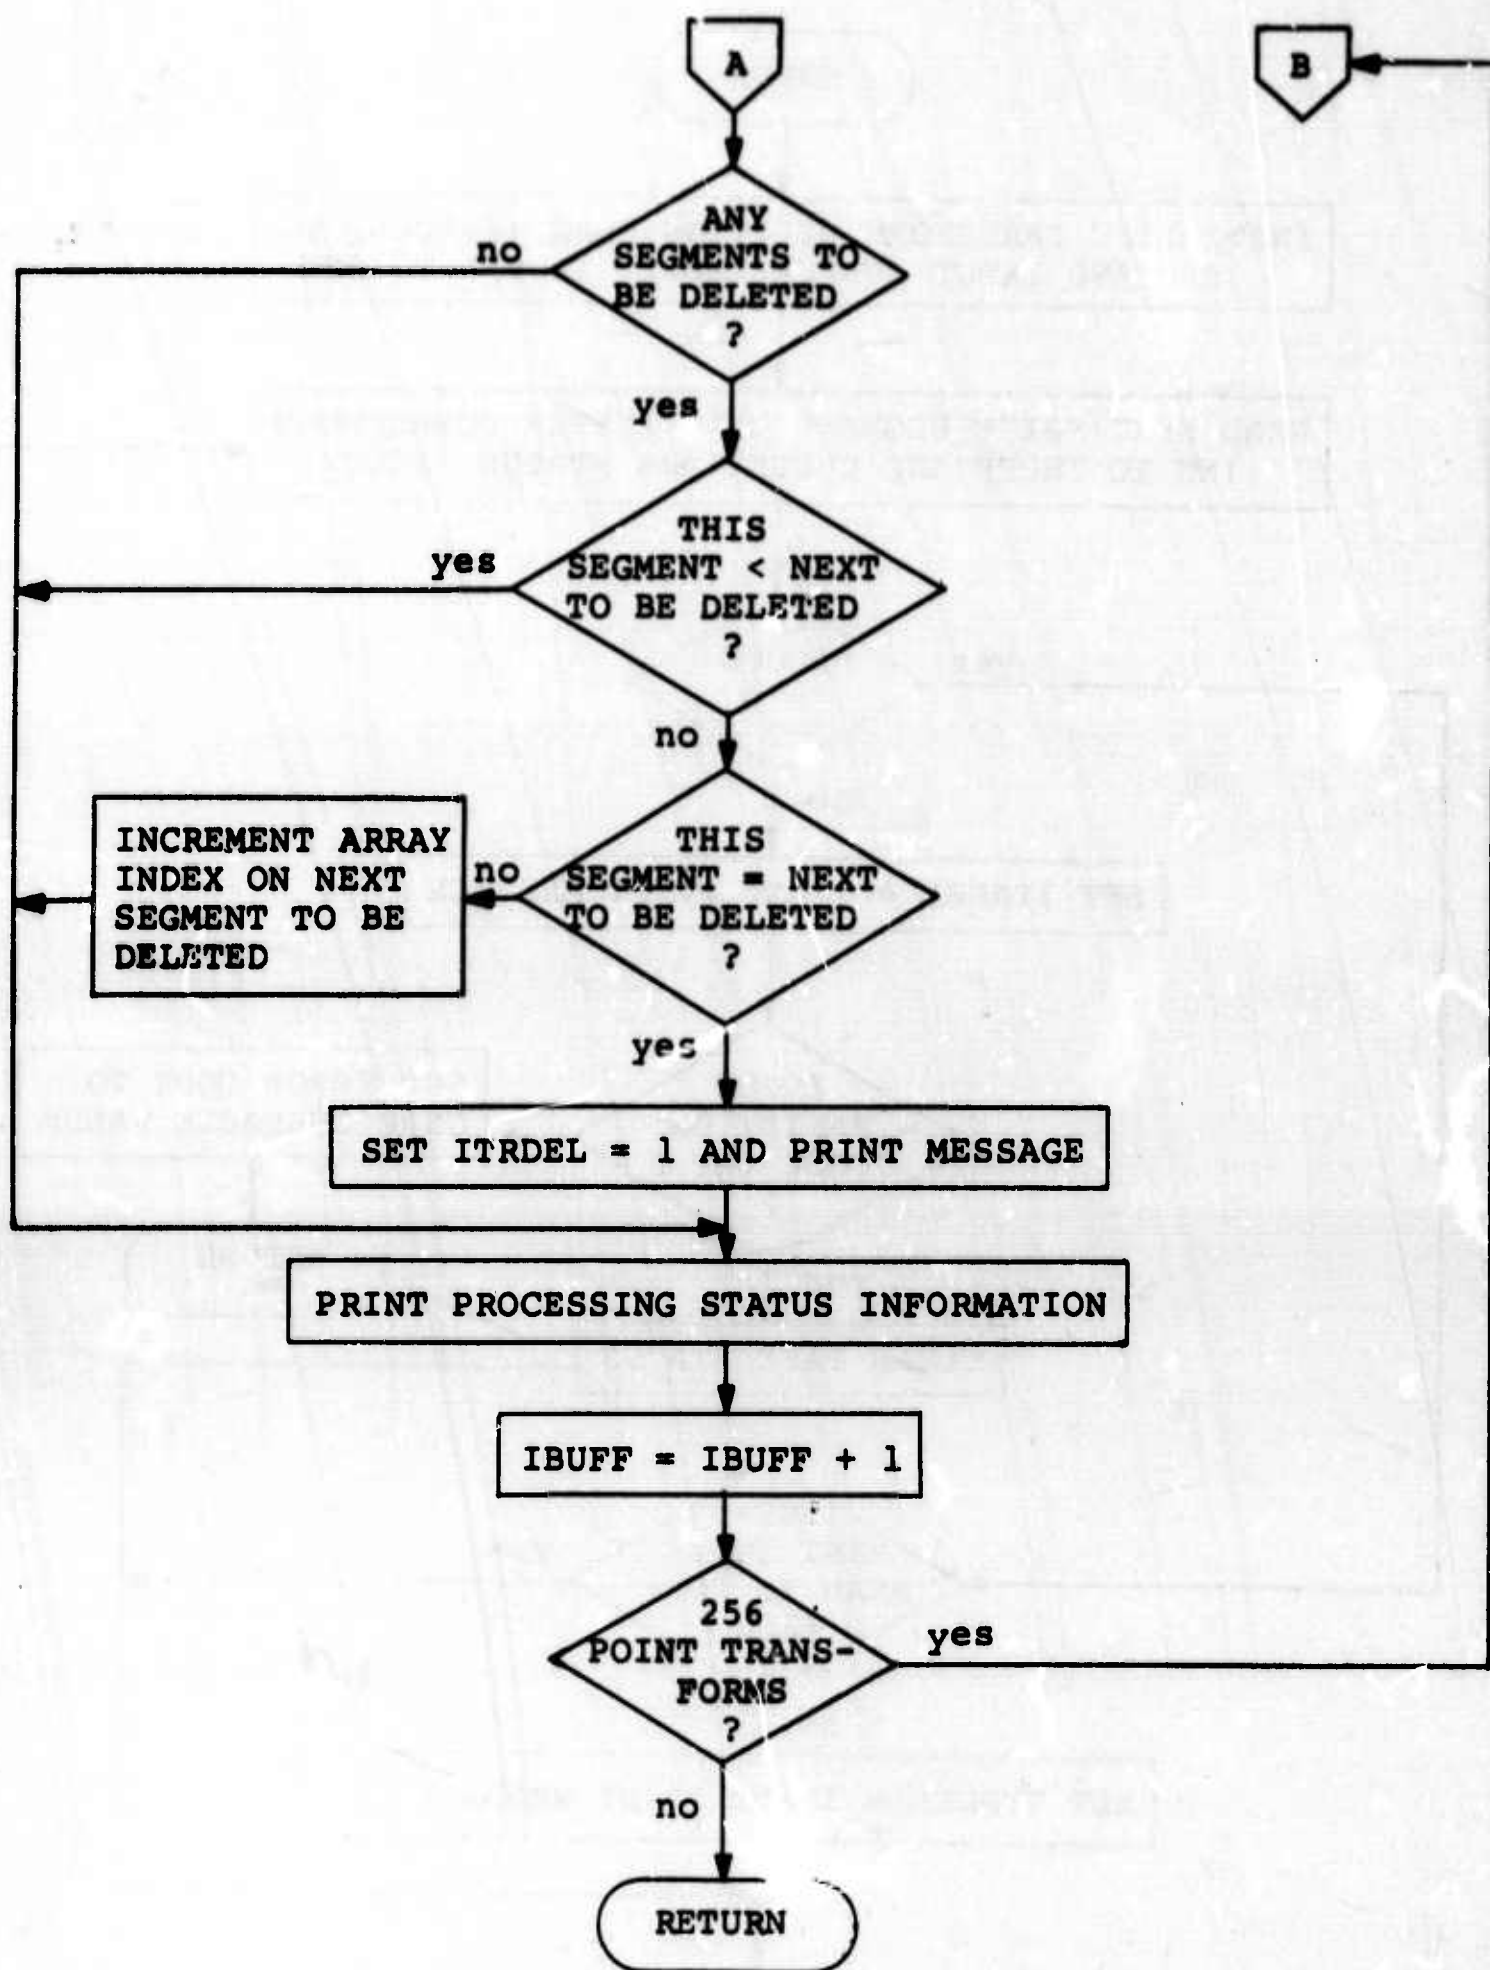 A
B
ANY
SEGMENTS TO
BE DELETED
?
no
yes
THIS
SEGMENT < NEXT
TO BE DELETED
?
yes
no
THIS
SEGMENT = NEXT
TO BE DELETED
?
no
INCREMENT ARRAY
INDEX ON NEXT
SEGMENT TO BE
DELETED
yes
SET ITRDEL = 1 AND PRINT MESSAGE
PRINT PROCESSING STATUS INFORMATION
IBUFF = IBUFF + 1
256
POINT TRANS-
FORMS
?
yes
no
RETURN